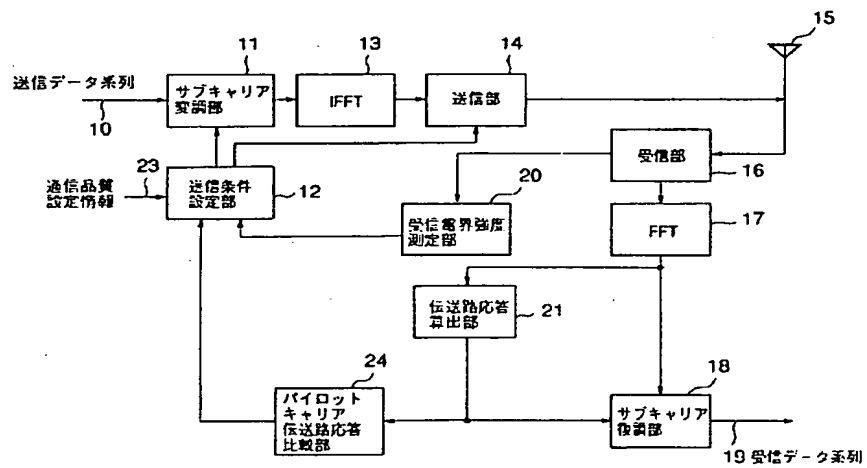 11
13
14
15
送信データ系列
10
サブキャリア
変調部
IFFT
送信部
受信部
16
23
通信品質
設定情報
送信条件
設定部
12
20
受信電界強度
測定部
17
FFT
伝送路応答
算出部
21
24
パイロット
キャリア
伝送路応答
比較部
18
サブキャリア
復調部
19 受信データ系列